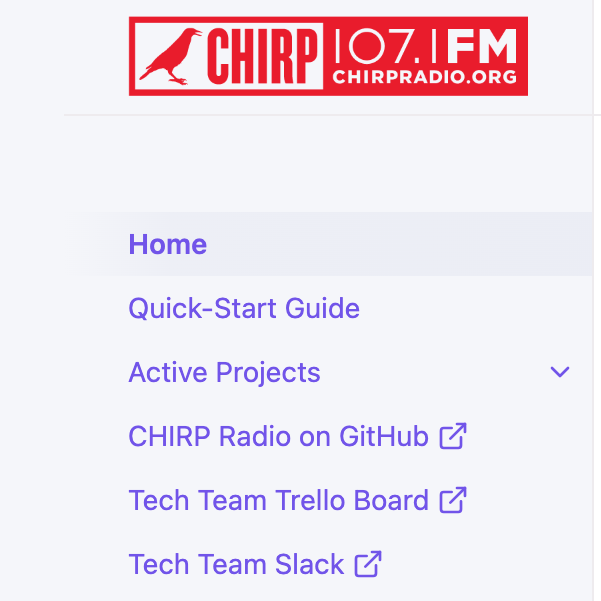 CHIRP 107.1FM
CHIRPRADIO.ORG
Home
Quick-Start Guide
Active Projects
CHIRP Radio on GitHub
Tech Team Trello Board
Tech Team Slack